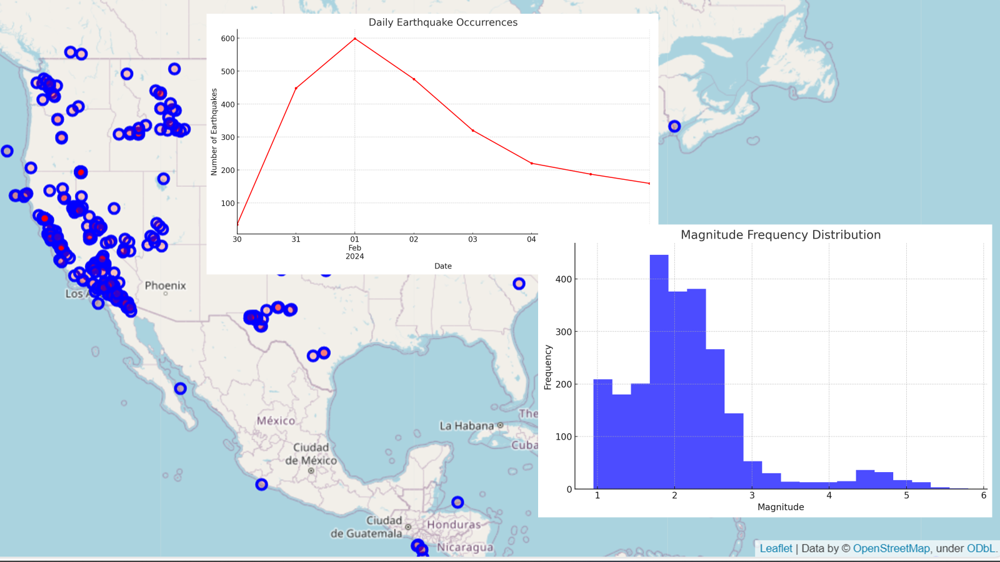 Daily Earthquake Occurrences
Number of Earthquakes
600
500
400
300
200
100
30 31 01 02 03 04
Feb
2024
Date
Magnitude Frequency Distribution
Frequency
400
300
200
100
0
1 2 3 4 5 6
Magnitude
Phoenix
Los A
México
Ciudad
de México
La Habana
The
Cuba
Ciudad
de Guatemala
Honduras
Nicaragua
Leaflet | Data by © OpenStreetMap, under ODbL.